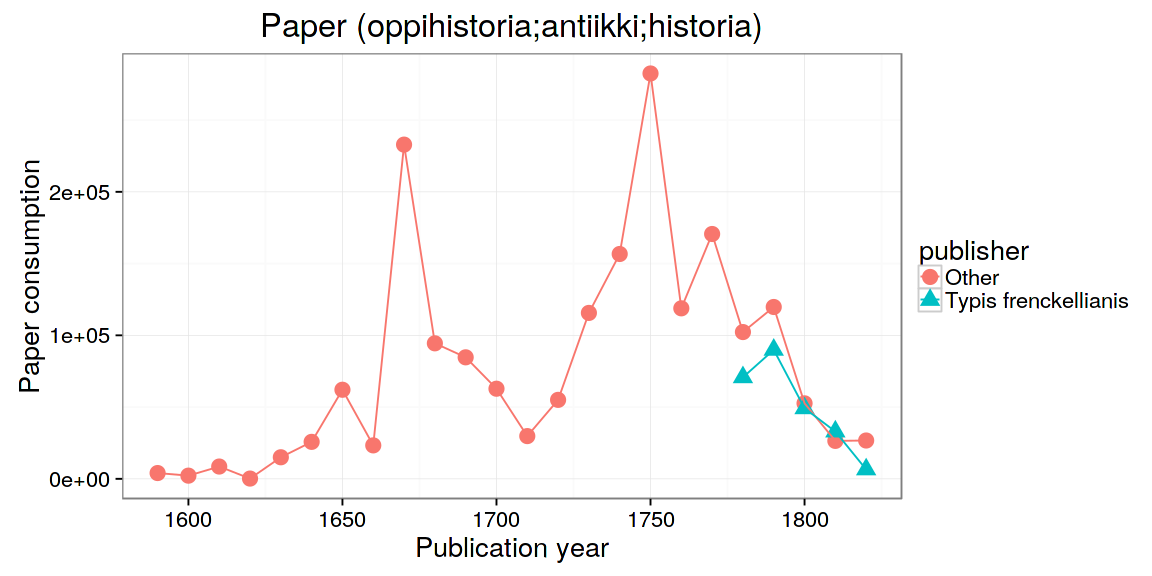 Paper (oppihistoria;antiikki;historia)
Paper consumption
2e+05
1e+05
0e+00
1600 1650 1700 1750 1800
Publication year
publisher
Other
Typis frenckellianis